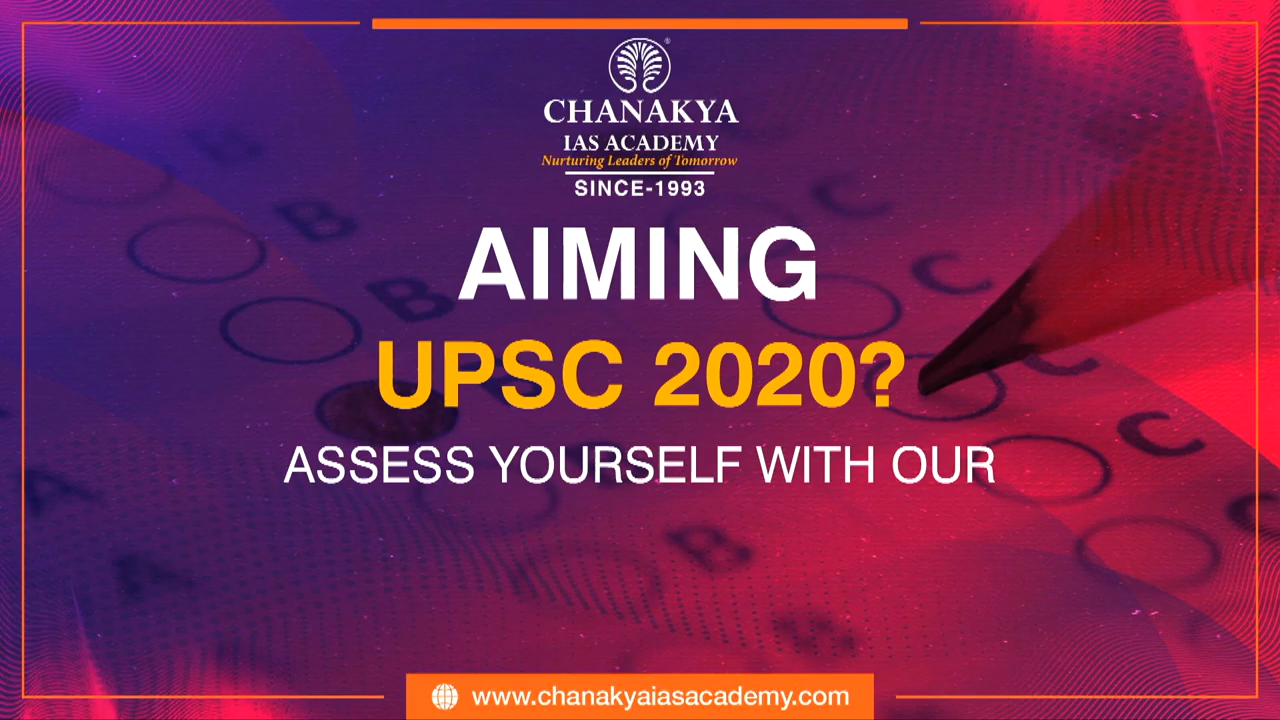 CHANAKYA
IAS ACADEMY
Nurturing Leaders of Tomorrow
SINCE-1993
AIMING
UPSC 2020?
ASSESS YOURSELF WITH OUR
B
B
B
C
C
C
C
C
A
A
B
www.chanakyaiasacademy.com